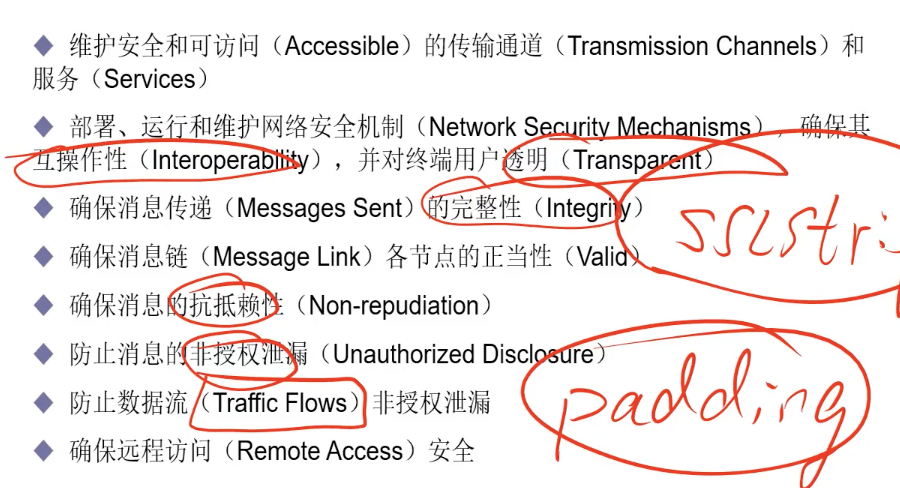 维护安全和可访问（Accessible）的传输通道（Transmission Channels）和
服务（Services）
部署、运行和维护网络安全机制（Network Security Mechanisms），确保其
互操作性（Interoperability），并对终端用户透明（Transparent）
确保消息传递（Messages Sent）的完整性（Integrity）
sslstri
确保消息链（Message Link）各节点的正当性（Valid）
确保消息的抗抵赖性（Non-repudiation）
防止消息的非授权泄漏（Unauthorized Disclosure）
防止数据流（Traffic Flows）非授权泄漏
padding
确保远程访问（Remote Access）安全